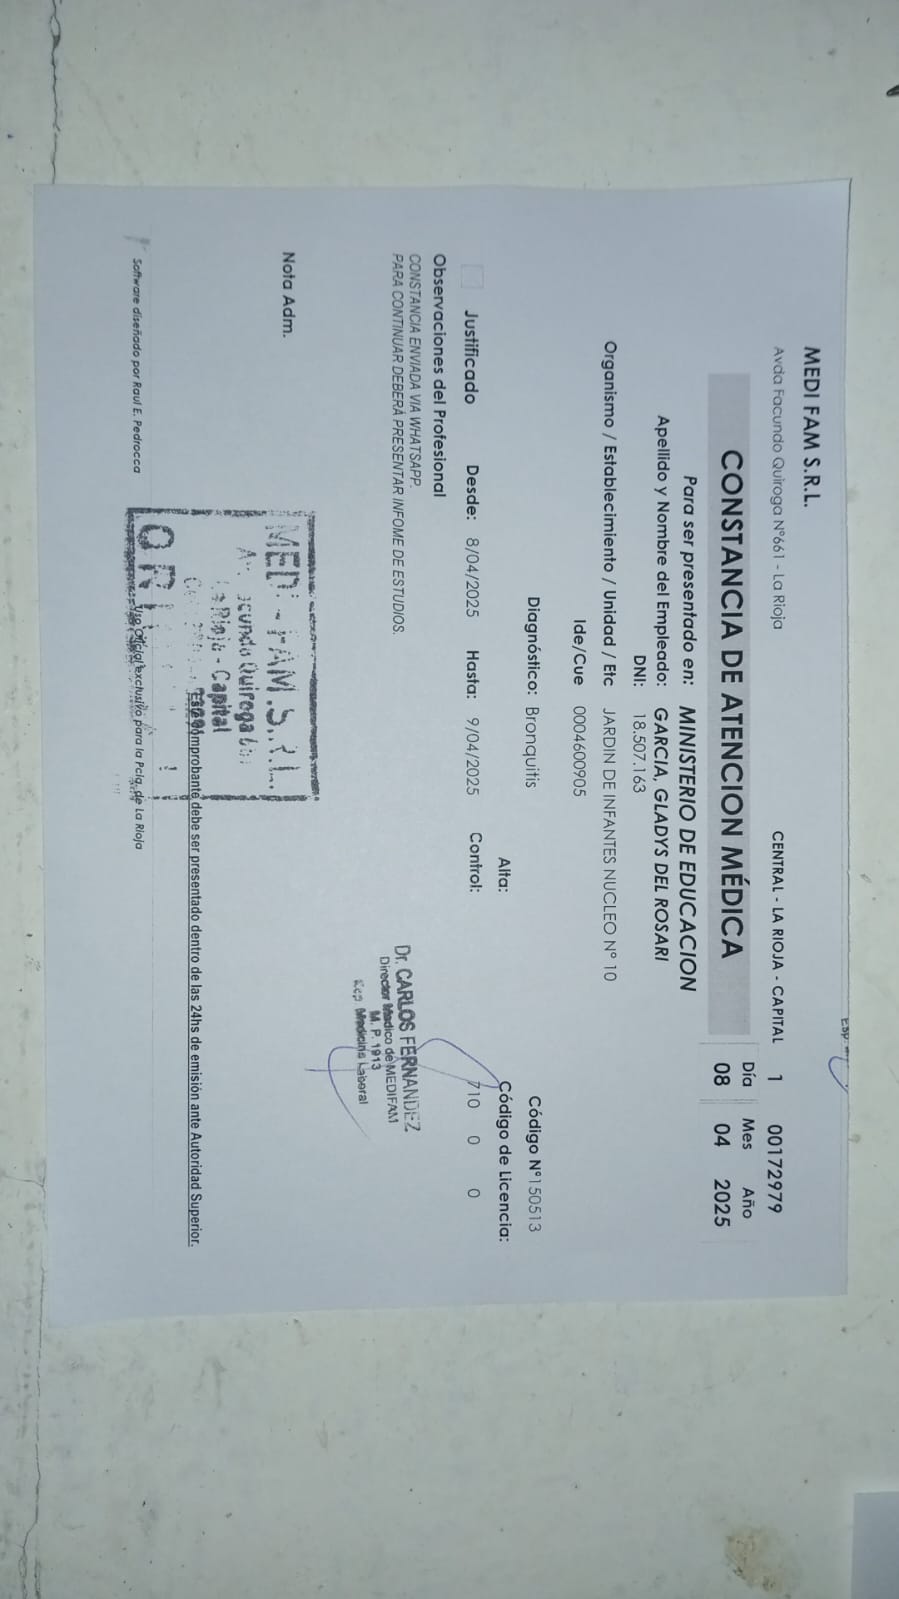 MEDI FAM S.R.L.
Avda Facundo Quiroga Nº661 - La Rioja
CENTRAL - LA RIOJA - CAPITAL 1 00172979
Día Mes Año
CONSTANCIA DE ATENCION MÉDICA 08 04 2025
Para ser presentado en: MINISTERIO DE EDUCACION
Apellido y Nombre del Empleado: GARCIA, GLADYS DEL ROSARI
DNI: 18.507.163
Organismo / Establecimiento / Unidad / Etc JARDIN DE INFANTES NUCLEO Nº 10
Ide/Cue 0004600905
Diagnóstico: Bronquitis Código Nº150513
Alta: Código de Licencia:
Justificado Desde: 8/04/2025 Hasta: 9/04/2025 Control: 710 0 0
Observaciones del Profesional
CONSTANCIA ENVIADA VIA WHATSAPP.
PARA CONTINUAR DEBERÁ PRESENTAR INFOME DE ESTUDIOS.
Dr. CARLOS FERNANDEZ
Director Medico de MEDIFAM
M. P. 1913
Esp. Medicina Laboral
Nota Adm.
MEDI - FAM.S.R.L.
La Rioja - Capital
Este comprobante debe ser presentado dentro de las 24hs de emisión ante Autoridad Superior.
Software diseñado por Raul E. Pedrocca
Uso Oficial exclusivo para la Pcia. de La Rioja